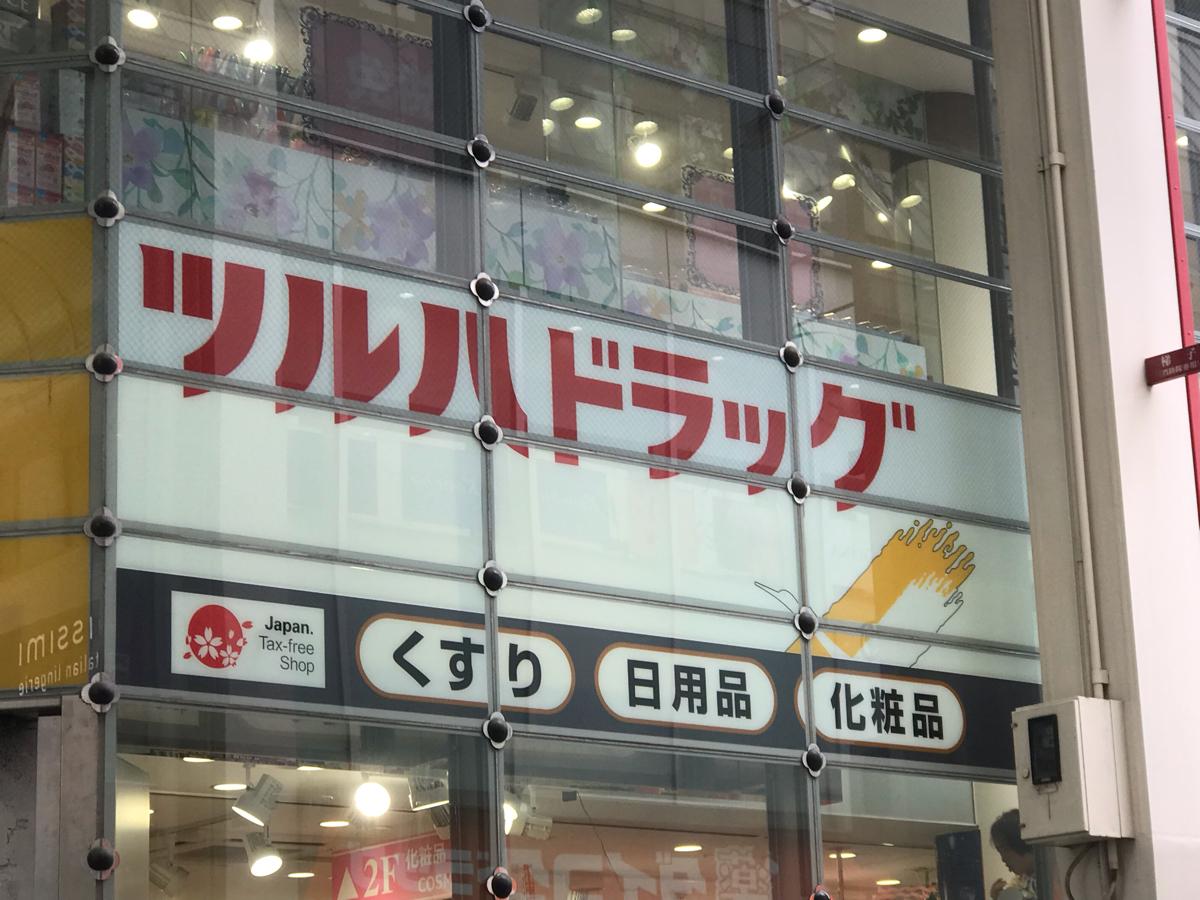 ツルハドラッグ
Japan.
Tax-free
Shop
くすり
日用品
化粧品
▲2F
化粧品